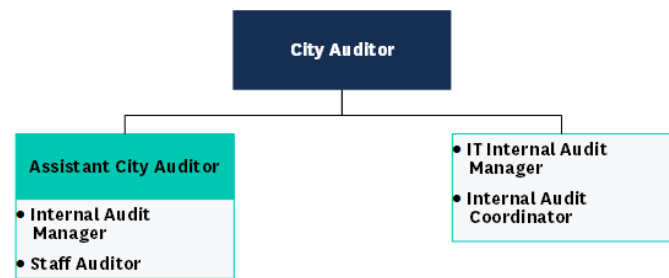 City Auditor
Assistant City Auditor
• Internal Audit
Manager
• Staff Auditor
• IT Internal Audit
Manager
• Internal Audit
Coordinator